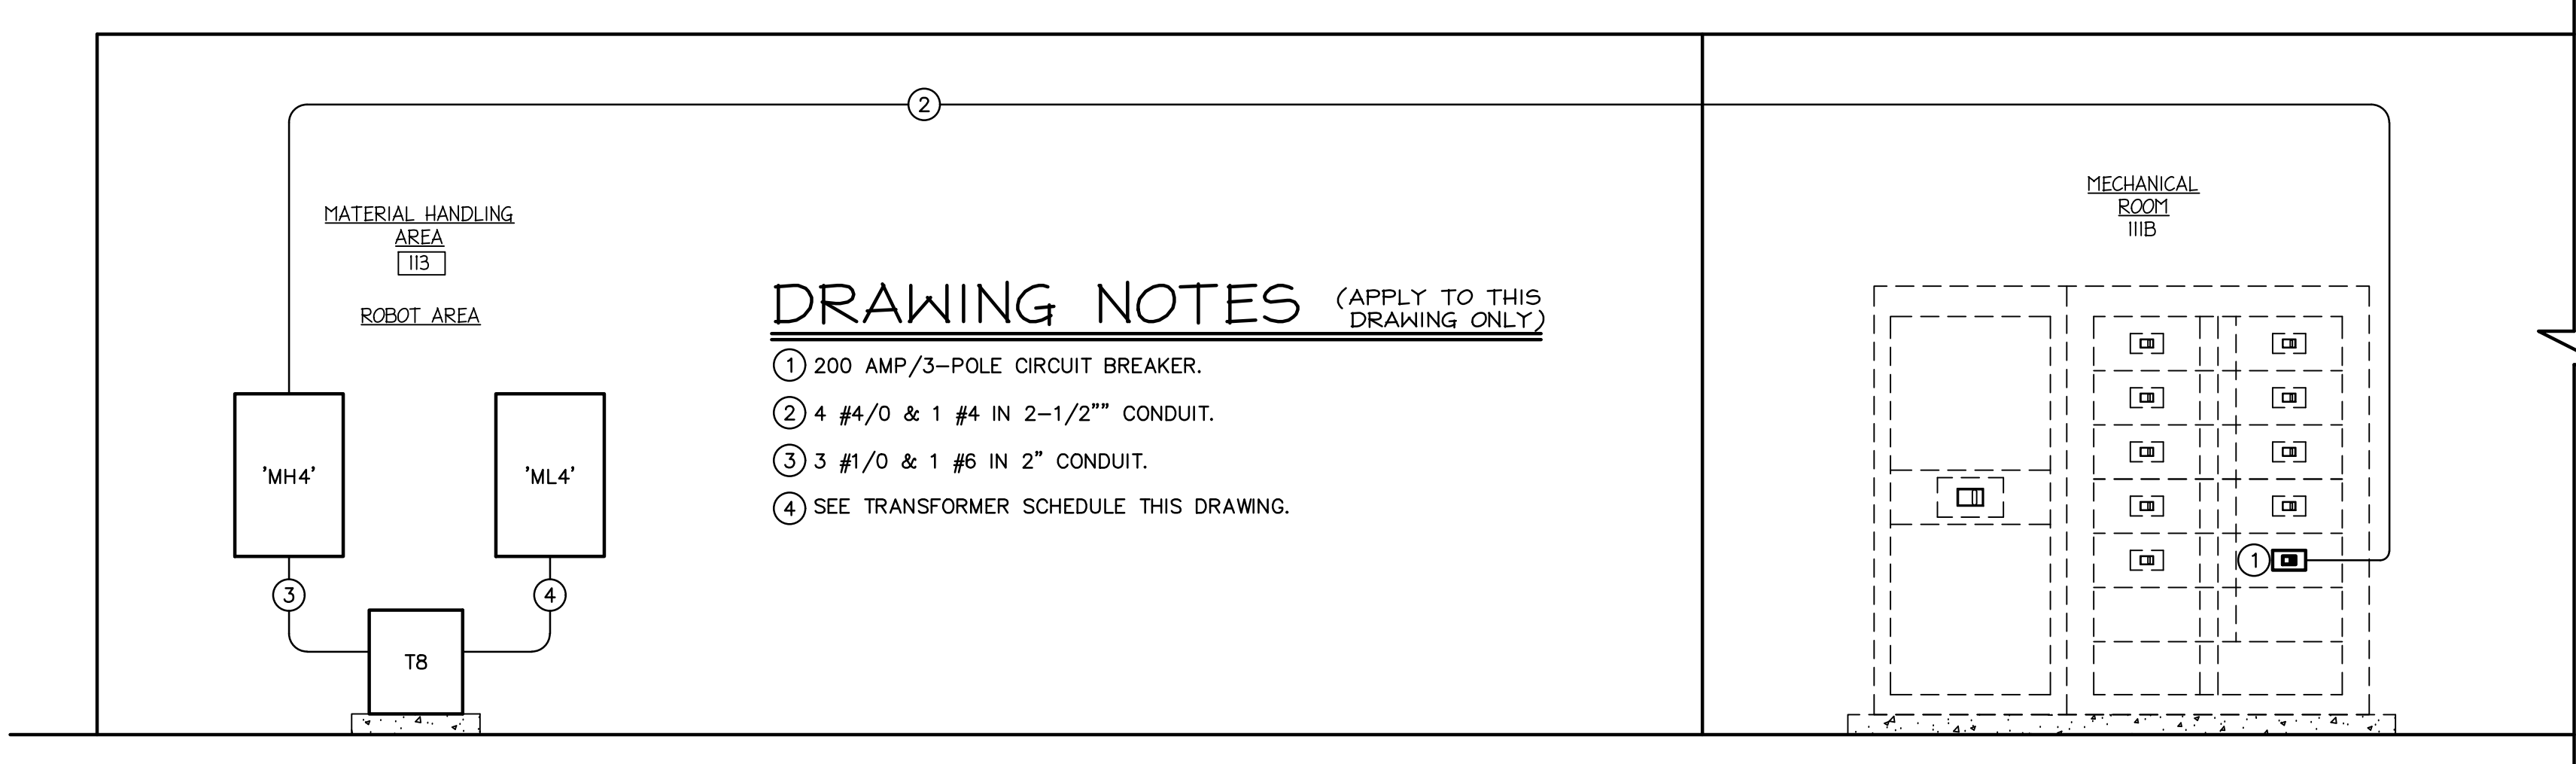 2
MATERIAL HANDLING
AREA
113
ROBOT AREA
MECHANICAL
ROOM
111B
DRAWING NOTES (APPLY TO THIS
DRAWING ONLY)
1 200 AMP/3-POLE CIRCUIT BREAKER.
2 4 #4/0 & 1 #4 IN 2-1/2"" CONDUIT.
3 3 #1/0 & 1 #6 IN 2" CONDUIT.
4 SEE TRANSFORMER SCHEDULE THIS DRAWING.
'MH4'
'ML4'
3
4
T8
1